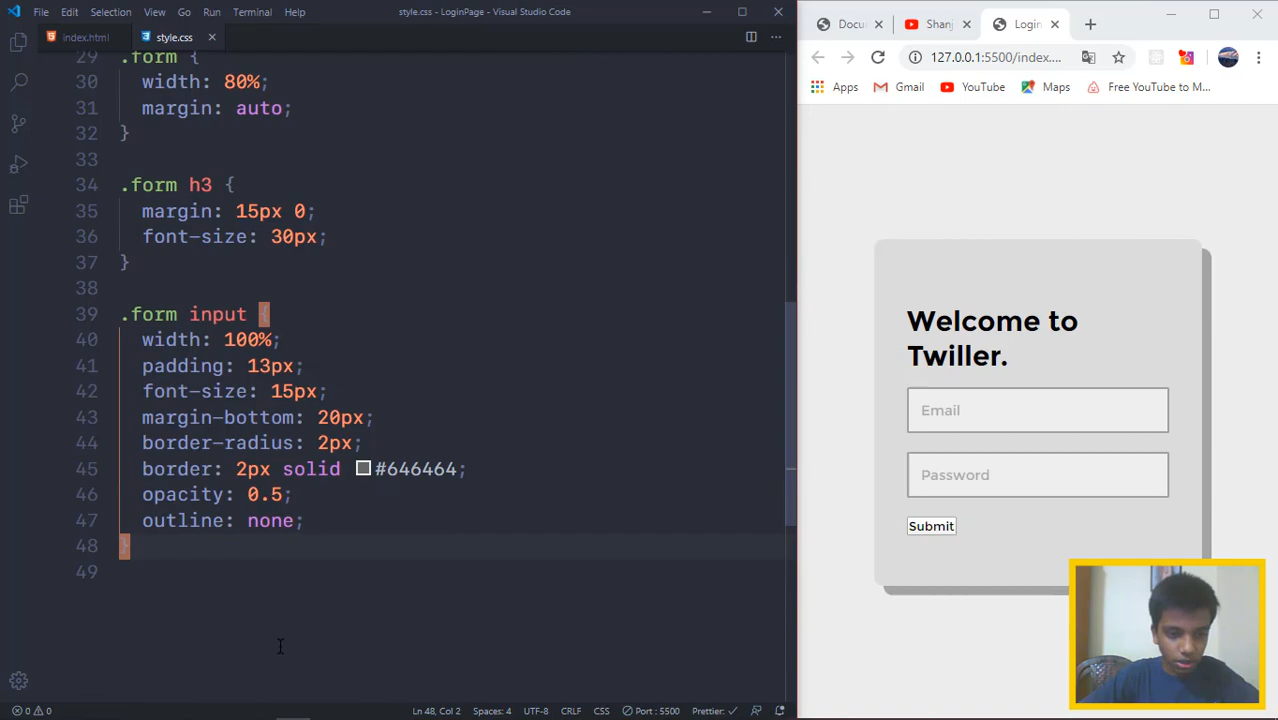 File Edit Selection View Go Run Terminal Help
style.css - LoginPage - Visual Studio Code
index.html
style.css
29 .form {
30 width: 80%;
31 margin: auto;
32 }
33
34 .form h3 {
35 margin: 15px 0;
36 font-size: 30px;
37 }
38
39 .form input {
40 width: 100%;
41 padding: 13px;
42 font-size: 15px;
43 margin-bottom: 20px;
44 border-radius: 2px;
45 border: 2px solid #646464;
46 opacity: 0.5;
47 outline: none;
48 }
49
0 0
Ln 48, Col 2 Spaces: 4 UTF-8 CRLF CSS Port : 5500 Prettier:
Docu
Shanj
Login
127.0.0.1:5500/index....
Apps Gmail YouTube Maps Free YouTube to M...
Welcome to
Twiller.
Email
Password
Submit